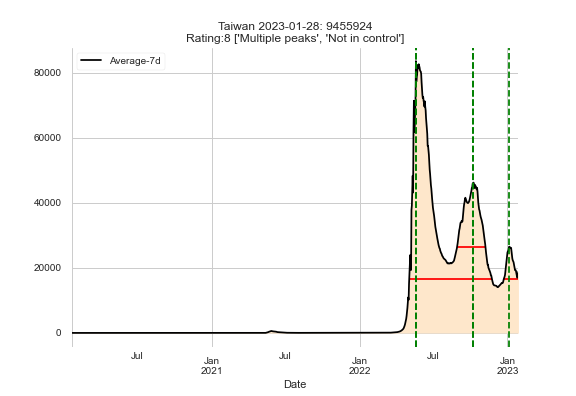 Taiwan 2023-01-28: 9455924
Rating:8 ['Multiple peaks', 'Not in control']
Average-7d
80000
60000
40000
20000
0
Jul
Jan
2021
Jul
Jan
2022
Jul
Jan
2023
Date